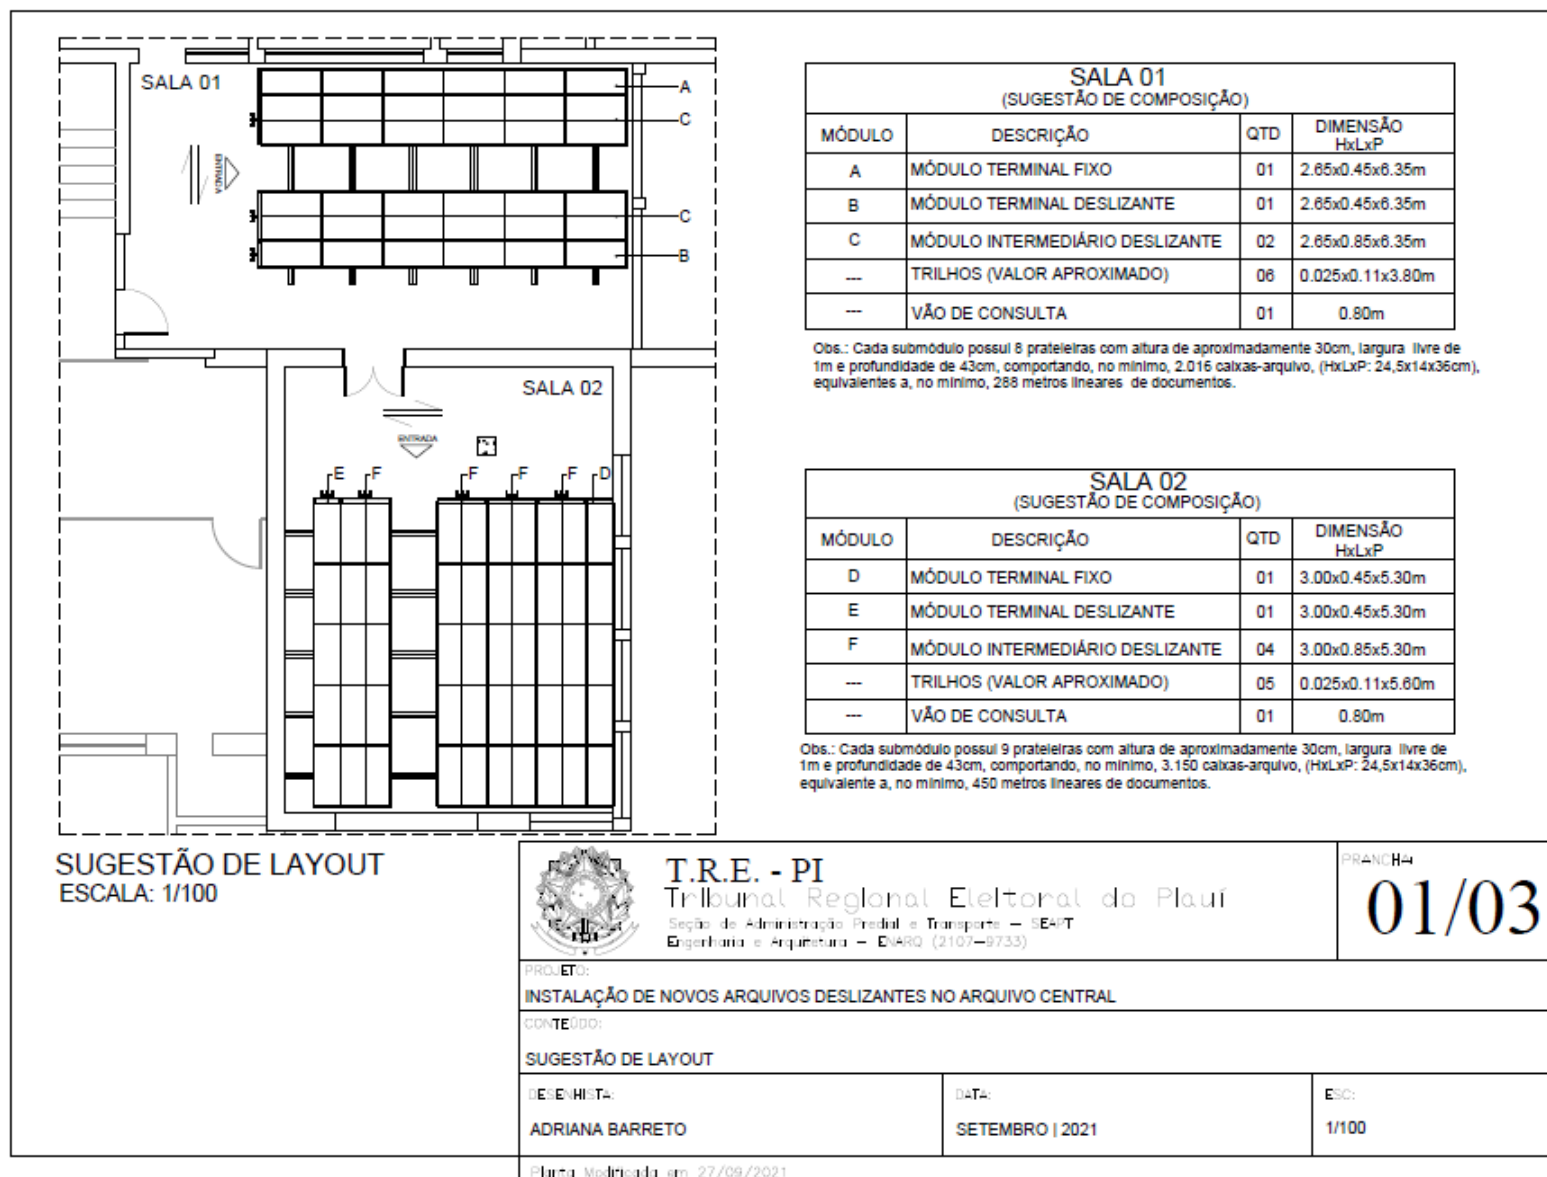 SALA 01
A
C
ENTRADA
C
B
SALA 02
ENTRADA
E
F
F
F
F
D
SUGESTÃO DE LAYOUT
ESCALA: 1/100
SALA 01
(SUGESTÃO DE COMPOSIÇÃO)
MÓDULO DESCRIÇÃO QTD DIMENSÃO HxLxP
A MÓDULO TERMINAL FIXO 01 2.65x0.45x6.35m
B MÓDULO TERMINAL DESLIZANTE 01 2.65x0.45x6.35m
C MÓDULO INTERMEDIÁRIO DESLIZANTE 02 2.65x0.85x6.35m
--- TRILHOS (VALOR APROXIMADO) 06 0.025x0.11x3.80m
--- VÃO DE CONSULTA 01 0.80m
Obs.: Cada submódulo possui 8 prateleiras com altura de aproximadamente 30cm, largura livre de
1m e profundidade de 43cm, comportando, no mínimo, 2.016 caixas-arquivo, (HxLxP: 24,5x14x36cm),
equivalentes a, no mínimo, 288 metros lineares de documentos.
SALA 02
(SUGESTÃO DE COMPOSIÇÃO)
MÓDULO DESCRIÇÃO QTD DIMENSÃO HxLxP
D MÓDULO TERMINAL FIXO 01 3.00x0.45x5.30m
E MÓDULO TERMINAL DESLIZANTE 01 3.00x0.45x5.30m
F MÓDULO INTERMEDIÁRIO DESLIZANTE 04 3.00x0.85x5.30m
--- TRILHOS (VALOR APROXIMADO) 05 0.025x0.11x5.60m
--- VÃO DE CONSULTA 01 0.80m
Obs.: Cada submódulo possui 9 prateleiras com altura de aproximadamente 30cm, largura livre de
1m e profundidade de 43cm, comportando, no mínimo, 3.150 caixas-arquivo, (HxLxP: 24,5x14x36cm),
equivalente a, no mínimo, 450 metros lineares de documentos.
T.R.E. - PI
Tribunal Regional Eleitoral do Piauí
Seção de Administração Predial e Transporte – SEAPT
Engenharia e Arquitetura – ENARQ (2107–9733)
PRANCHA:
01/03
PROJETO:
INSTALAÇÃO DE NOVOS ARQUIVOS DESLIZANTES NO ARQUIVO CENTRAL
CONTEÚDO:
SUGESTÃO DE LAYOUT
DESENHISTA:
ADRIANA BARRETO
DATA:
SETEMBRO | 2021
ESC:
1/100
Planta Modificada em 27/09/2021